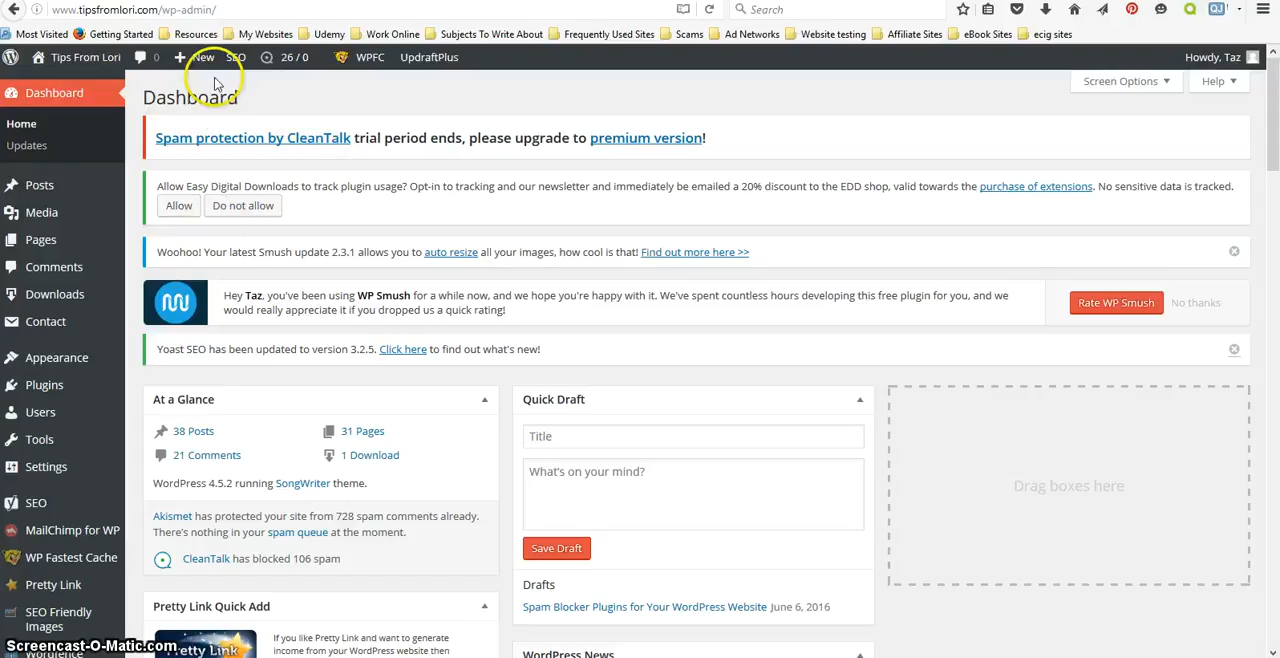 www.tipsfromlori.com/wp-admin/
Search
QJ
Most Visited Getting Started Resources My Websites Udemy Work Online Subjects To Write About Frequently Used Sites Scams Ad Networks Website testing Affiliate Sites eBook Sites ecig sites
Tips From Lori 0 New SEO 26 / 0 WPFC UpdraftPlus Howdy, Taz
Dashboard
Home
Updates
Posts
Media
Pages
Comments
Downloads
Contact
Appearance
Plugins
Users
Tools
Settings
SEO
MailChimp for WP
WP Fastest Cache
Pretty Link
SEO Friendly
Images
Screen Options Help
Dashboard
Spam protection by CleanTalk trial period ends, please upgrade to premium version!
Allow Easy Digital Downloads to track plugin usage? Opt-in to tracking and our newsletter and immediately be emailed a 20% discount to the EDD shop, valid towards the purchase of extensions. No sensitive data is tracked.
Allow Do not allow
Woohoo! Your latest Smush update 2.3.1 allows you to auto resize all your images, how cool is that! Find out more here >>
Hey Taz, you've been using WP Smush for a while now, and we hope you're happy with it. We've spent countless hours developing this free plugin for you, and we
would really appreciate it if you dropped us a quick rating!
Rate WP Smush No thanks
Yoast SEO has been updated to version 3.2.5. Click here to find out what's new!
At a Glance
38 Posts 31 Pages
21 Comments 1 Download
WordPress 4.5.2 running SongWriter theme.
Akismet has protected your site from 728 spam comments already.
There's nothing in your spam queue at the moment.
CleanTalk has blocked 106 spam
Pretty Link Quick Add
Pretty Link
If you like Pretty Link and want to generate
income from your WordPress website then
Quick Draft
Title
What's on your mind?
Save Draft
Drafts
Spam Blocker Plugins for Your WordPress Website June 6, 2016
WordPress News
Drag boxes here
Screencast-O-Matic.com